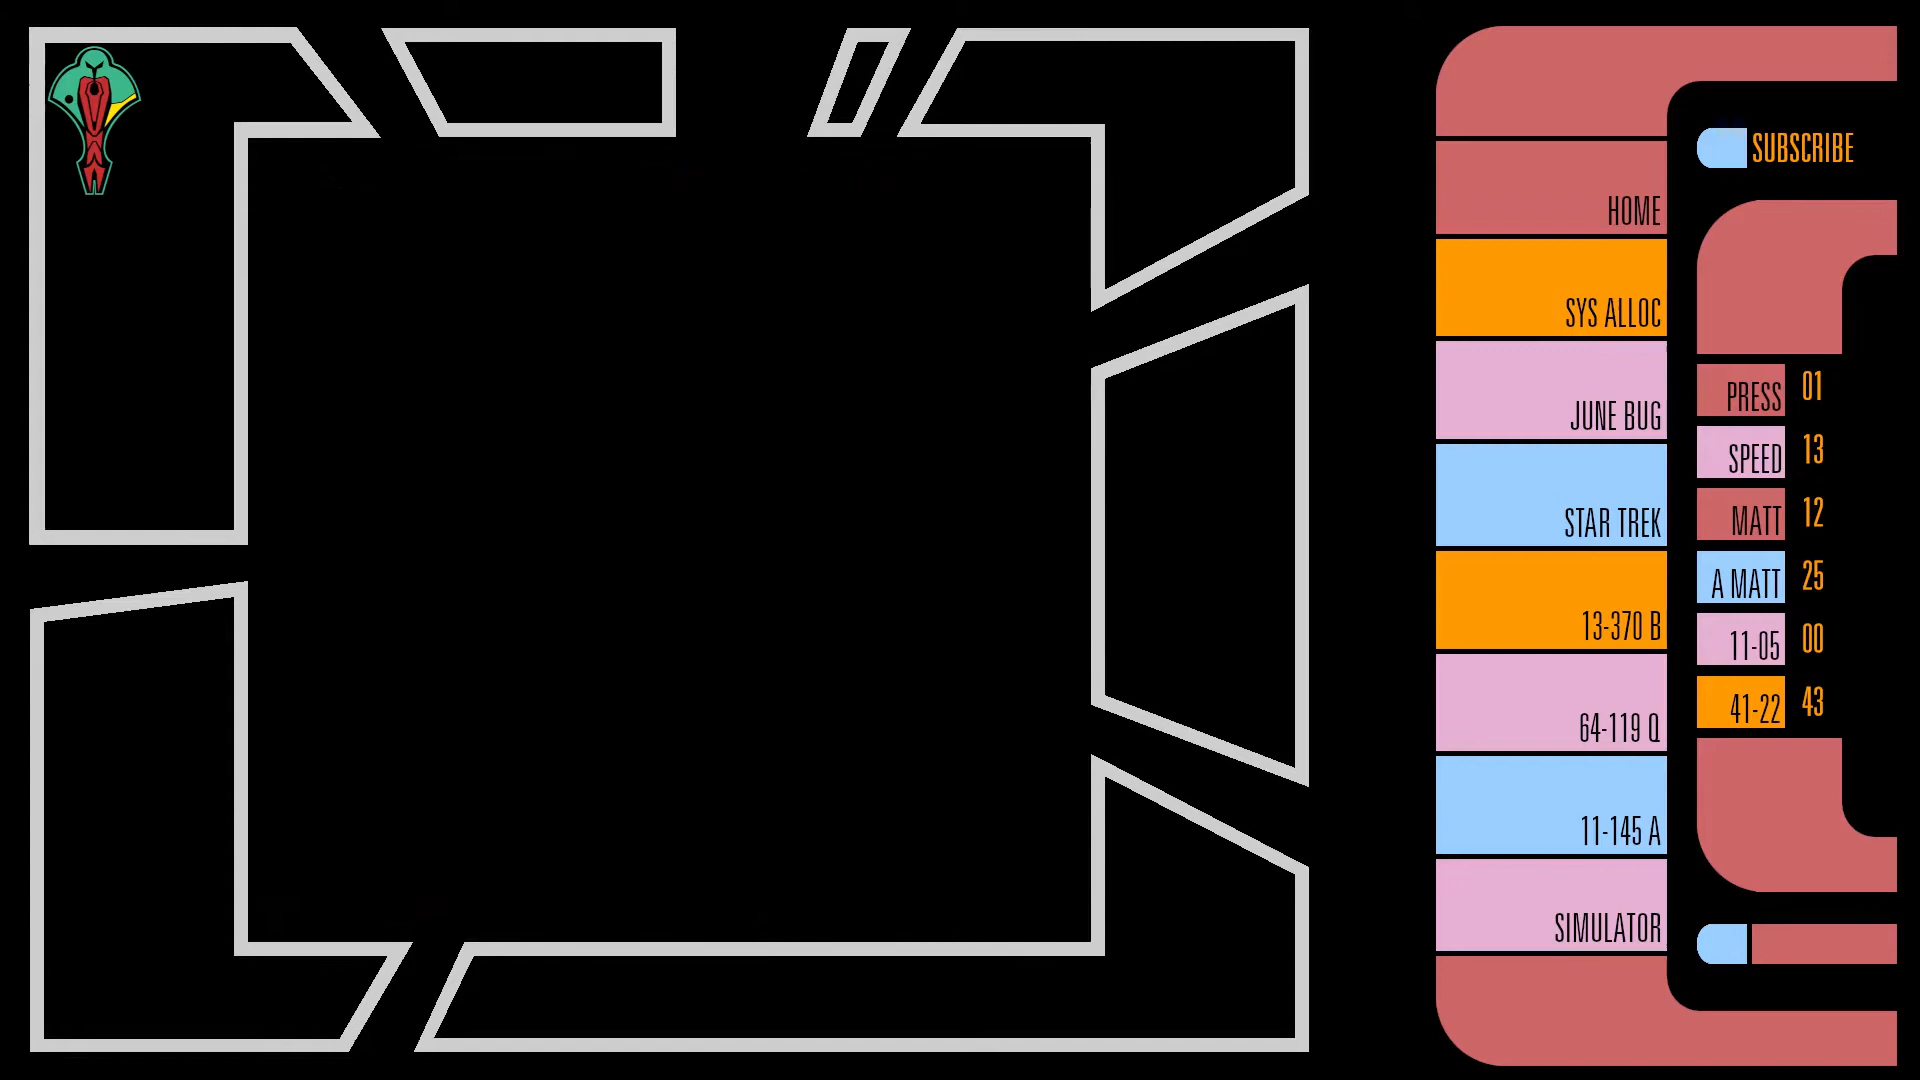 SUBSCRIBE
HOME
SYS ALLOC
JUNE BUG
STAR TREK
13-370 B
64-119 Q
11-145 A
SIMULATOR
PRESS 01
SPEED 13
MATT 12
A MATT 25
11-05 00
41-22 43